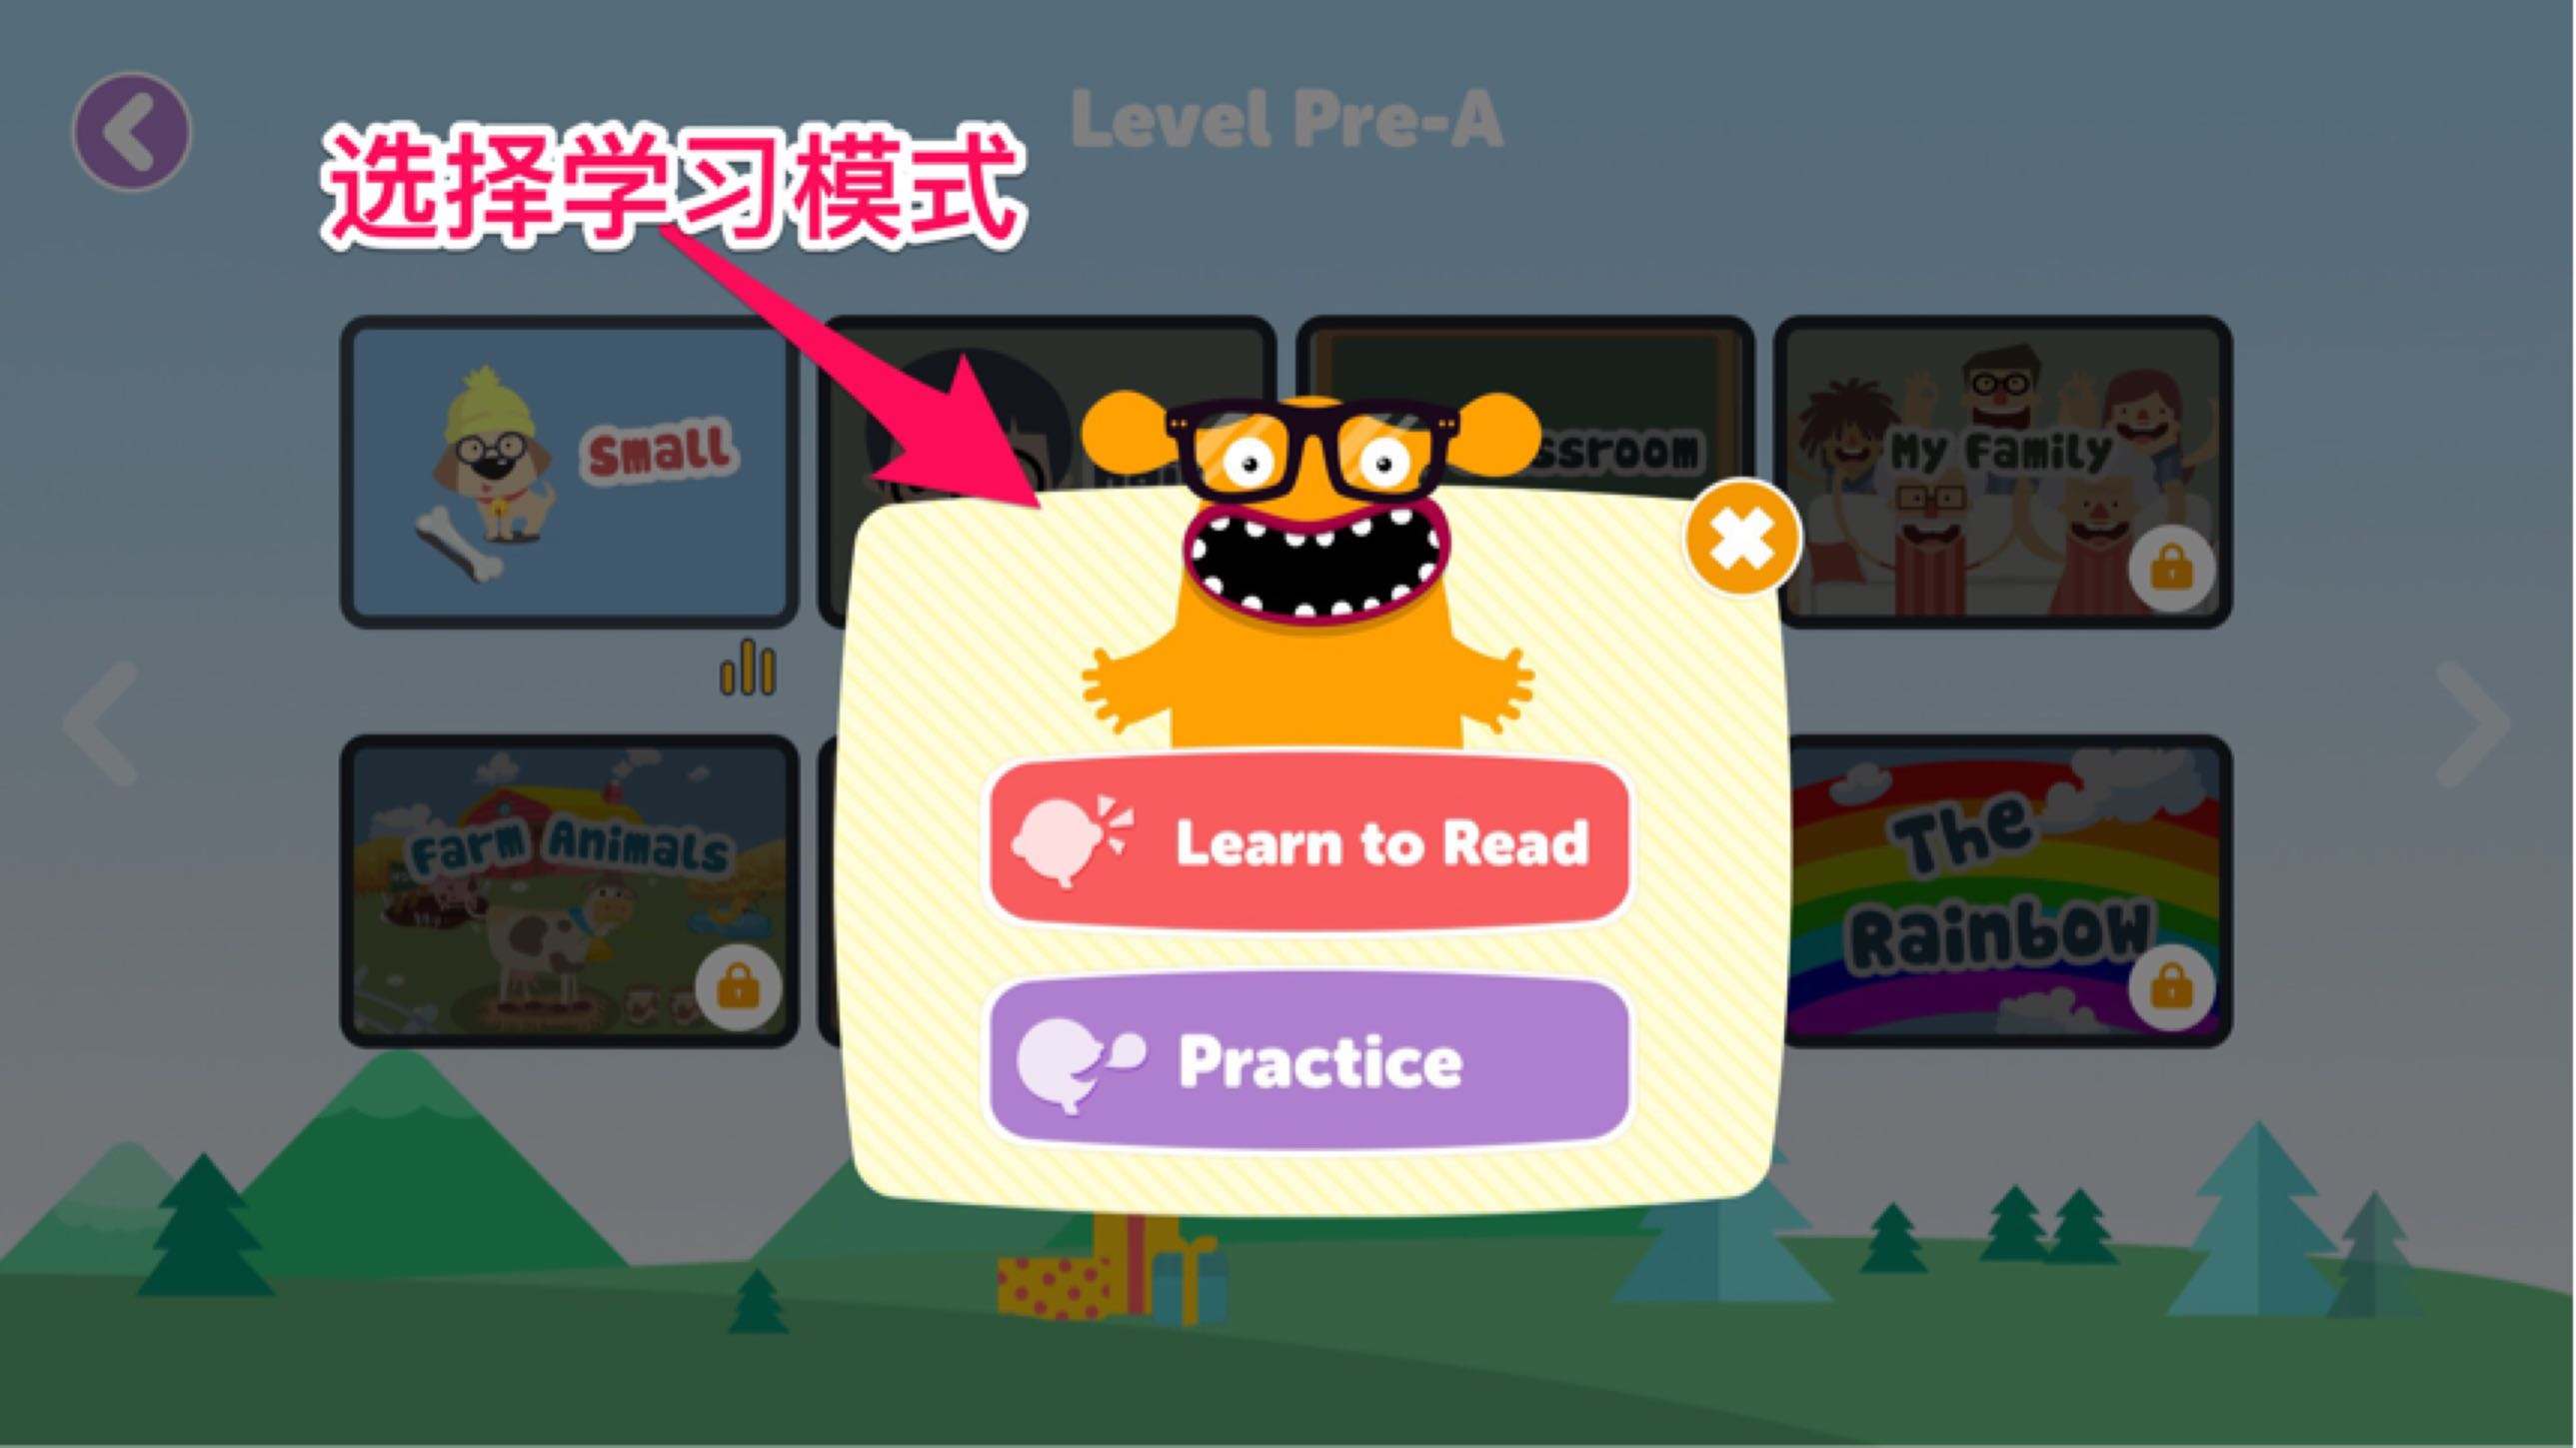 Level Pre-A
选择学习模式
Small
My Family
Learn to Read
Farm Animals
The
Rainbow
Practice